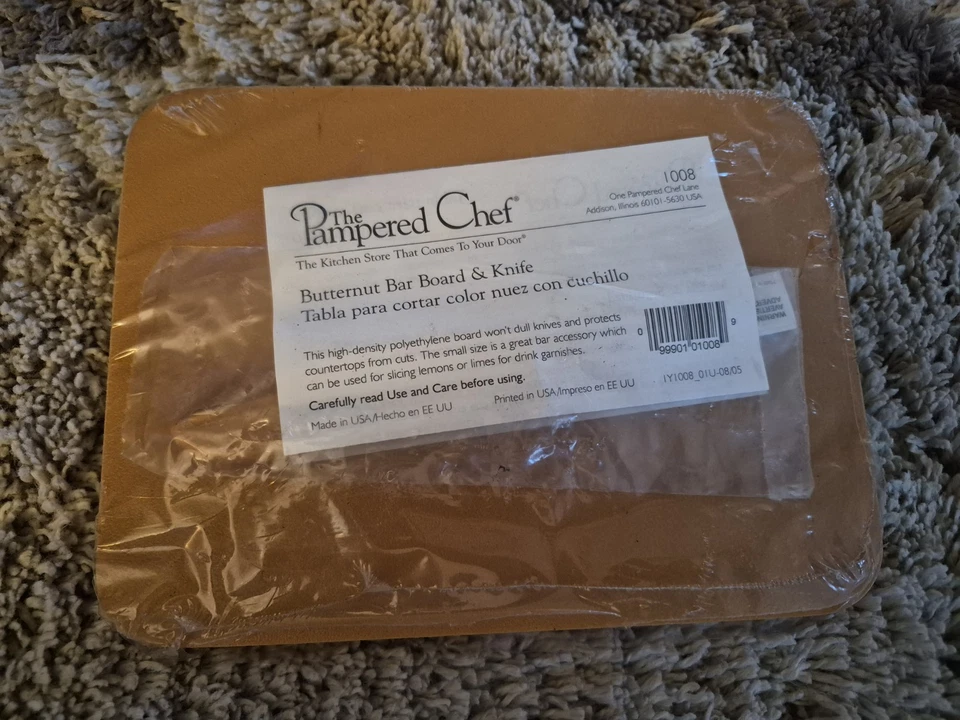 The Pampered Chef®
1008
One Pampered Chef Lane
Addison, Illinois 60101-5630 USA
The Kitchen Store That Comes To Your Door®
Butternut Bar Board & Knife
Tabla para cortar color nuez con cuchillo
This high-density polyethylene board won't dull knives and protects
countertops from cuts. The small size is a great bar accessory which
can be used for slicing lemons or limes for drink garnishes.
Carefully read Use and Care before using.
Made in USA/Hecho en EE UU
Printed in USA/Impreso en EE UU
0 99901 01008 9
1Y1008_01U-08/05
WARNING